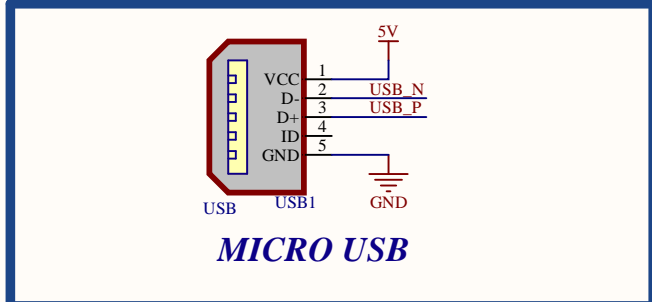 5V
VCC 1
D- 2 USB_N
D+ 3 USB_P
ID 4
GND 5
USB USB1 GND
MICRO USB